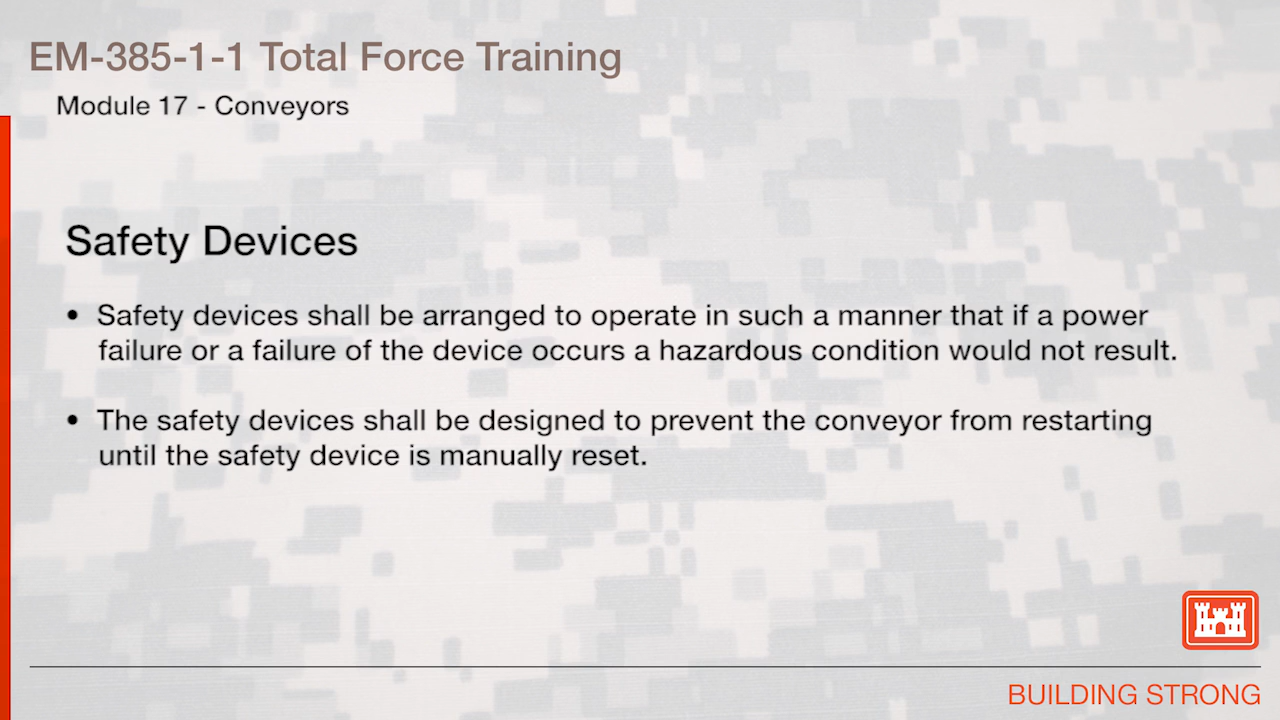 EM-385-1-1 Total Force Training
Module 17 - Conveyors
Safety Devices
• Safety devices shall be arranged to operate in such a manner that if a power
failure or a failure of the device occurs a hazardous condition would not result.
• The safety devices shall be designed to prevent the conveyor from restarting
until the safety device is manually reset.
BUILDING STRONG